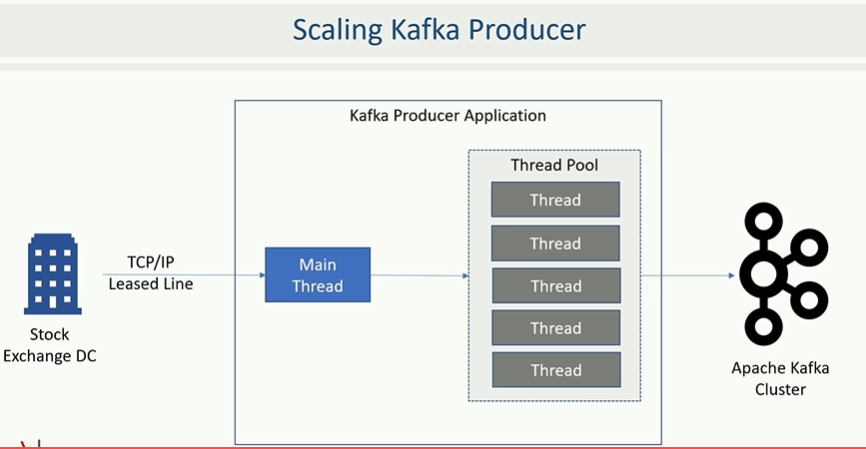 Scaling Kafka Producer
Kafka Producer Application
Thread Pool
Thread
Thread
Thread
Thread
Thread
TCP/IP
Leased Line
Main
Thread
Stock
Exchange DC
Apache Kafka
Cluster